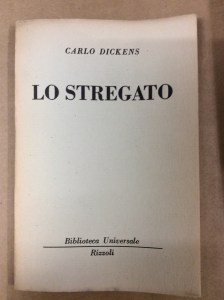 CARLO DICKENS
LO STREGATO
Biblioteca Universale
Rizzoli